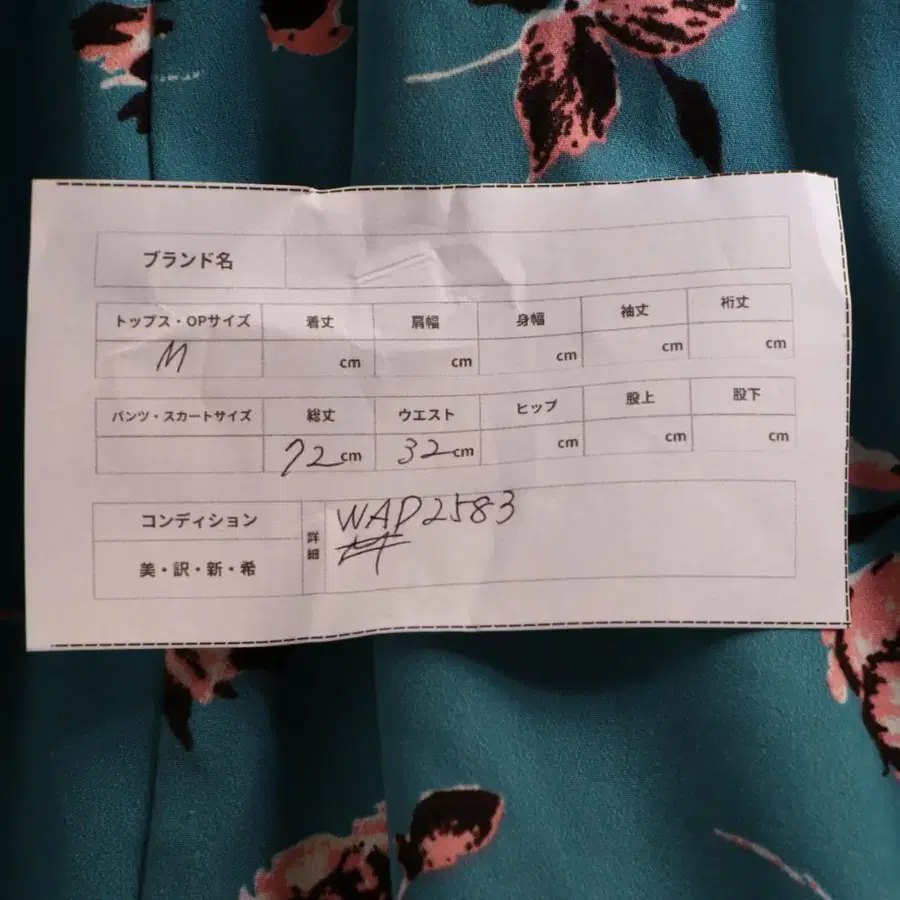 ブランド名
トップス・OPサイズ 着丈 肩幅 身幅 袖丈 裄丈
M cm cm cm cm cm
パンツ・スカートサイズ 総丈 ウエスト ヒップ 股上 股下
72cm 32cm cm cm cm
コンディション 詳細 WAP2583
美・訳・新・希